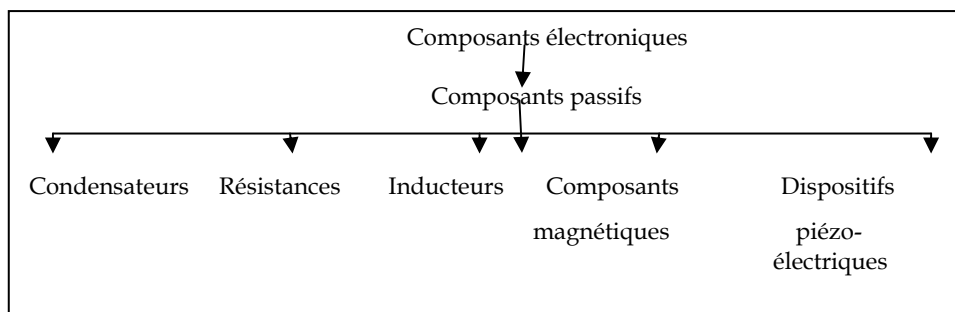 Composants électroniques
Composants passifs
Condensateurs Résistances Inducteurs Composants Dispositifs
magnétiques piézo-
électriques